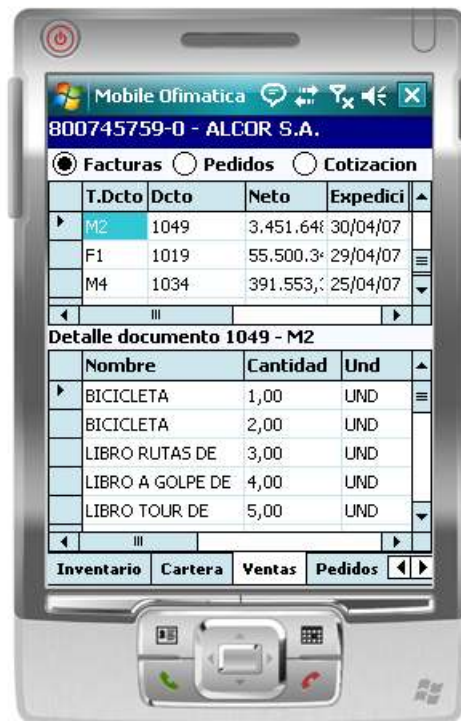 Mobile Ofimatica
800745759-0 - ALCOR S.A.
Facturas Pedidos Cotizacion
T.Dcto Dcto Neto Expedici
M2 1049 3.451.648 30/04/07
F1 1019 55.500.3 29/04/07
M4 1034 391.553, 25/04/07
Detalle documento 1049 - M2
Nombre Cantidad Und
BICICLETA 1,00 UND
BICICLETA 2,00 UND
LIBRO RUTAS DE 3,00 UND
LIBRO A GOLPE DE 4,00 UND
LIBRO TOUR DE 5,00 UND
Inventario Cartera Ventas Pedidos